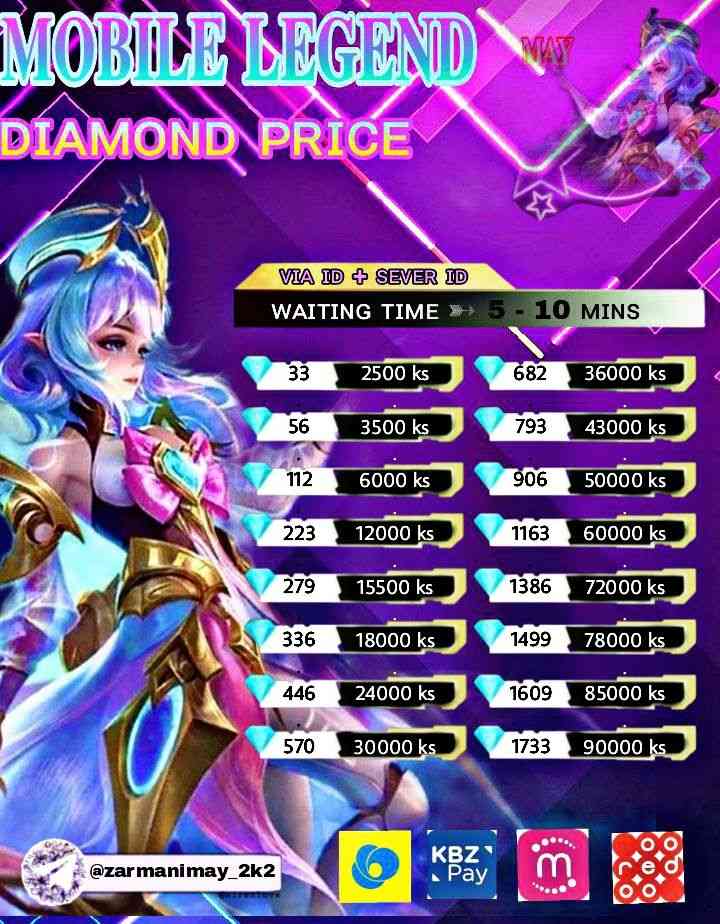 MOBILE LEGEND
MAY
DIAMOND PRICE
VIA ID + SEVER ID
WAITING TIME 5 - 10 MINS
33 2500 ks
56 3500 ks
112 6000 ks
223 12000 ks
279 15500 ks
336 18000 ks
446 24000 ks
570 30000 ks
682 36000 ks
793 43000 ks
906 50000 ks
1163 60000 ks
1386 72000 ks
1499 78000 ks
1609 85000 ks
1733 90000 ks
@zarmanimay_2k2
KBZ
Pay
m
red